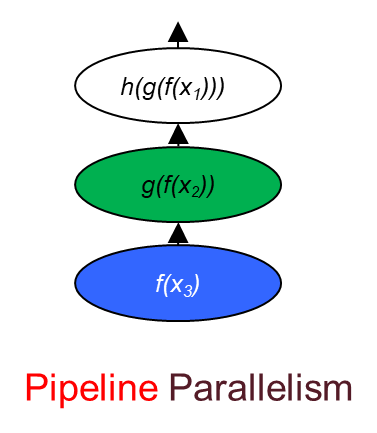 h(g(f(x₁)))
g(f(x₂))
f(x₃)
Pipeline Parallelism